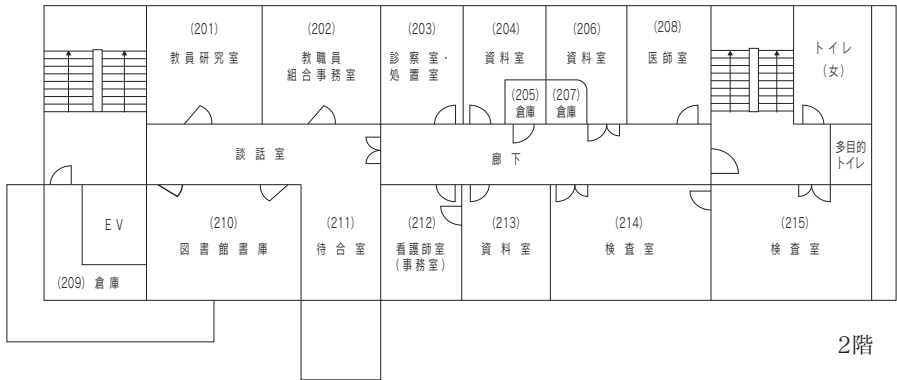 (201)
教員研究室
(202)
教職員
組合事務室
(203)
診察室・
処置室
(204)
資料室
(206)
資料室
(208)
医師室
トイレ
(女)
(205)
倉庫
(207)
倉庫
談話室
廊下
多目的
トイレ
EV
(209) 倉庫
(210)
図書館書庫
(211)
待合室
(212)
看護師室
(事務室)
(213)
資料室
(214)
検査室
(215)
検査室
2階